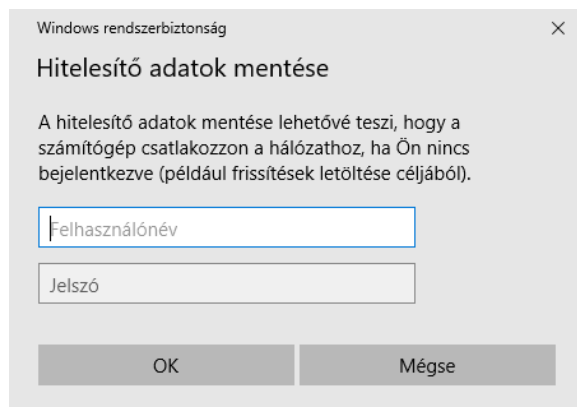 Windows rendszerbiztonság
Hitelesítő adatok mentése
A hitelesítő adatok mentése lehetővé teszi, hogy a
számítógép csatlakozzon a hálózathoz, ha Ön nincs
bejelentkezve (például frissítések letöltése céljából).
Felhasználónév
Jelszó
OK
Mégse